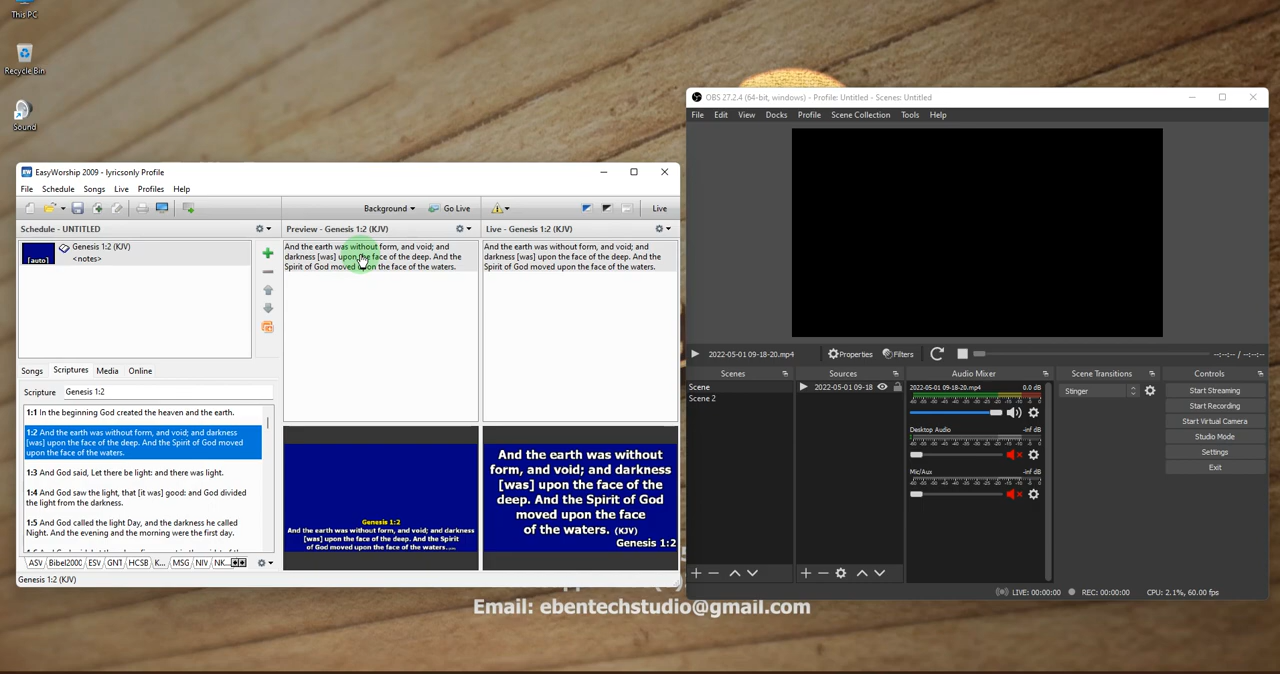 This PC
Recycle Bin
Sound
EasyWorship 2009 - lyricsonly Profile
File Schedule Songs Live Profiles Help
Background Go Live Live
Schedule - UNTITLED
Genesis 1:2 (KJV)
<notes>
[auto]
Preview - Genesis 1:2 (KJV)
And the earth was without form, and void; and
darkness [was] upon the face of the deep. And the
Spirit of God moved upon the face of the waters.
Live - Genesis 1:2 (KJV)
And the earth was without form, and void; and
darkness [was] upon the face of the deep. And the
Spirit of God moved upon the face of the waters.
Songs Scriptures Media Online
Scripture Genesis 1:2
1:1 In the beginning God created the heaven and the earth.
1:2 And the earth was without form, and void; and darkness
[was] upon the face of the deep. And the Spirit of God moved
upon the face of the waters.
1:3 And God said, Let there be light: and there was light.
1:4 And God saw the light, that [it was] good: and God divided
the light from the darkness.
1:5 And God called the light Day, and the darkness he called
Night. And the evening and the morning were the first day.
ASV Bibel2000 ESV GNT HCSB K... MSG NIV NK...
Genesis 1:2 (KJV)
Genesis 1:2
And the earth was without form, and void; and darkness
[was] upon the face of the deep. And the Spirit
of God moved upon the face of the waters.
And the earth was without
form, and void; and darkness
[was] upon the face of the
deep. And the Spirit of God
moved upon the face
of the waters. (KJV)
Genesis 1:2
OBS 27.2.4 (64-bit, windows) - Profile: Untitled - Scenes: Untitled
File Edit View Docks Profile Scene Collection Tools Help
2022-05-01 09-18-20.mp4 Properties Filters --:--:-- / --:--:--
Scenes
Scene
Scene 2
Sources
2022-05-01 09-18
Audio Mixer
2022-05-01 09-18-20.mp4 0.0 dB
Desktop Audio -inf dB
Mic/Aux -inf dB
Scene Transitions
Stinger
Controls
Start Streaming
Start Recording
Start Virtual Camera
Studio Mode
Settings
Exit
LIVE: 00:00:00 REC: 00:00:00 CPU: 2.1%, 60.00 fps
Email: ebentechstudio@gmail.com